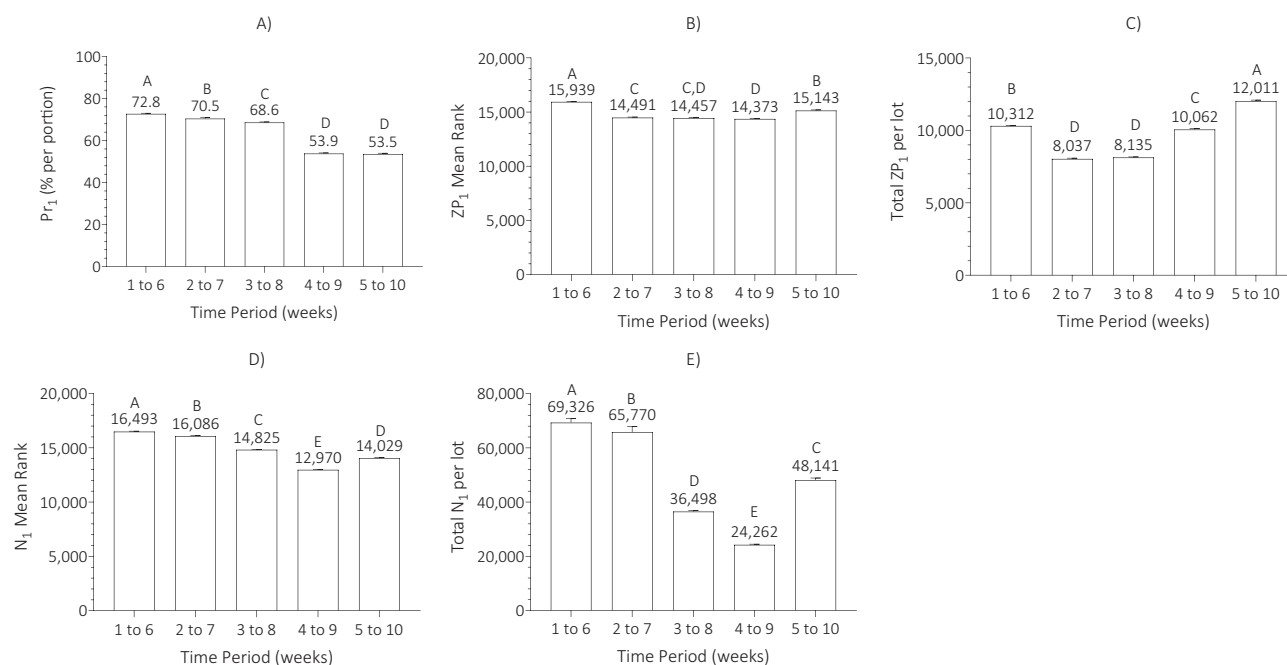 A)
Pr1 (% per portion)
100
80
60
40
20
0
A
72.8
B
70.5
C
68.6
D
53.9
D
53.5
1 to 6 2 to 7 3 to 8 4 to 9 5 to 10
Time Period (weeks)
B)
ZP1 Mean Rank
20,000
15,000
10,000
5,000
0
A
15,939
C
14,491
C,D
14,457
D
14,373
B
15,143
1 to 6 2 to 7 3 to 8 4 to 9 5 to 10
Time Period (weeks)
C)
Total ZP1 per lot
15,000
10,000
5,000
0
B
10,312
D
8,037
D
8,135
C
10,062
A
12,011
1 to 6 2 to 7 3 to 8 4 to 9 5 to 10
Time Period (weeks)
D)
N1 Mean Rank
20,000
15,000
10,000
5,000
0
A
16,493
B
16,086
C
14,825
E
12,970
D
14,029
1 to 6 2 to 7 3 to 8 4 to 9 5 to 10
Time Period (weeks)
E)
Total N1 per lot
80,000
60,000
40,000
20,000
0
A
69,326
B
65,770
D
36,498
E
24,262
C
48,141
1 to 6 2 to 7 3 to 8 4 to 9 5 to 10
Time Period (weeks)